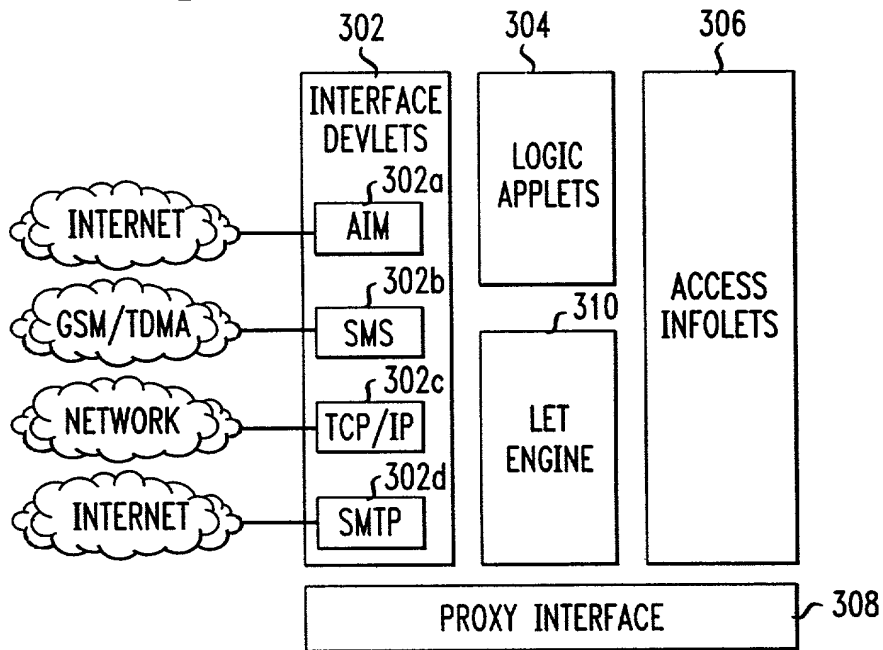 302
304
306
INTERFACE
DEVLETS
LOGIC
APPLETS
302a
INTERNET
AIM
302b
GSM/TDMA
SMS
310
ACCESS
INFOLETS
302c
NETWORK
TCP/IP
LET
ENGINE
302d
INTERNET
SMTP
PROXY INTERFACE
308